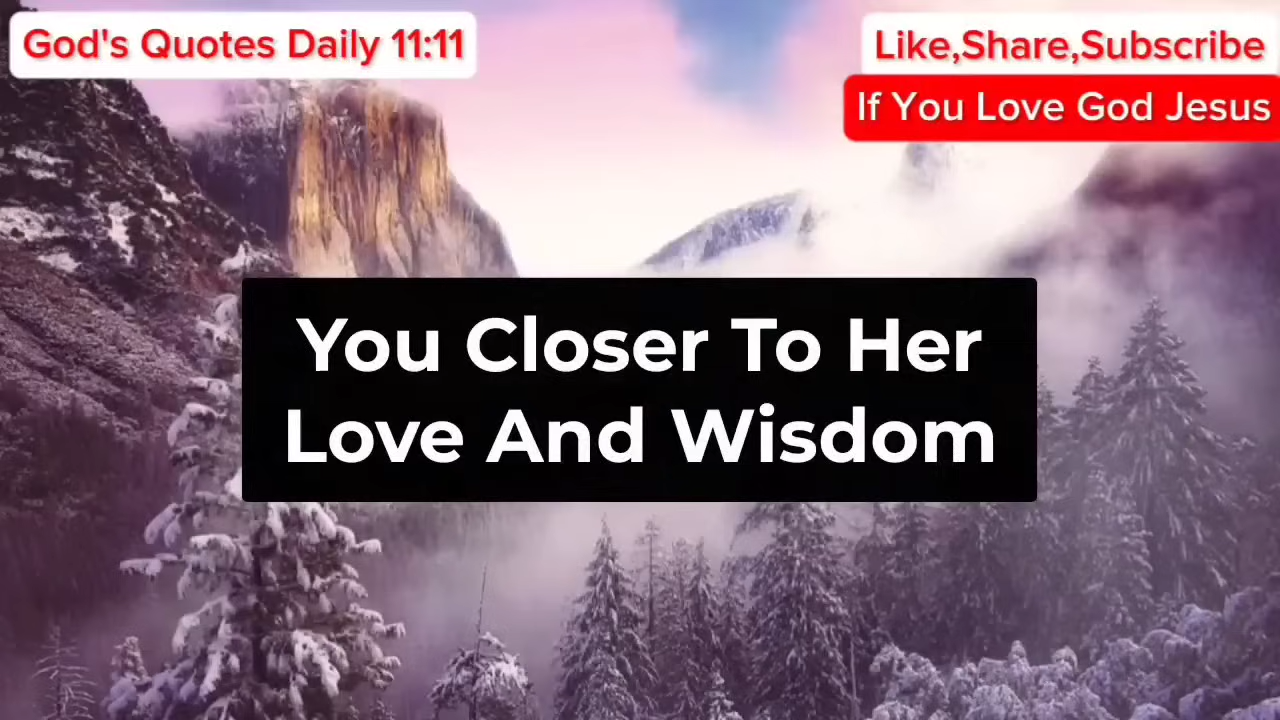 God's Quotes Daily 11:11
Like,Share,Subscribe
If You Love God Jesus
You Closer To Her
Love And Wisdom